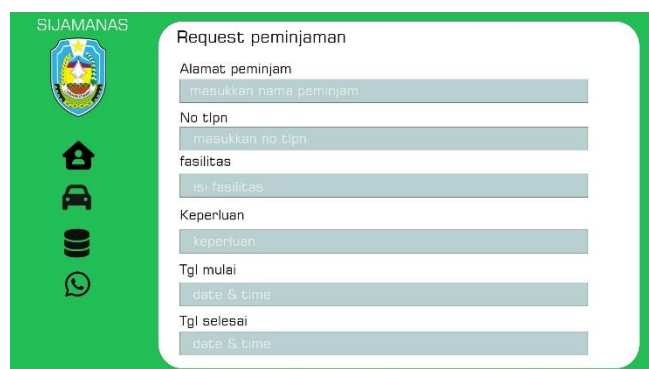 SIJAMANAS
Request peminjaman
Alamat peminjam
masukkan nama peminjam
No tlpn
masukkan no tlpn
fasilitas
isi fasilitas
Keperluan
keperluan
Tgl mulai
date & time
Tgl selesai
date & time